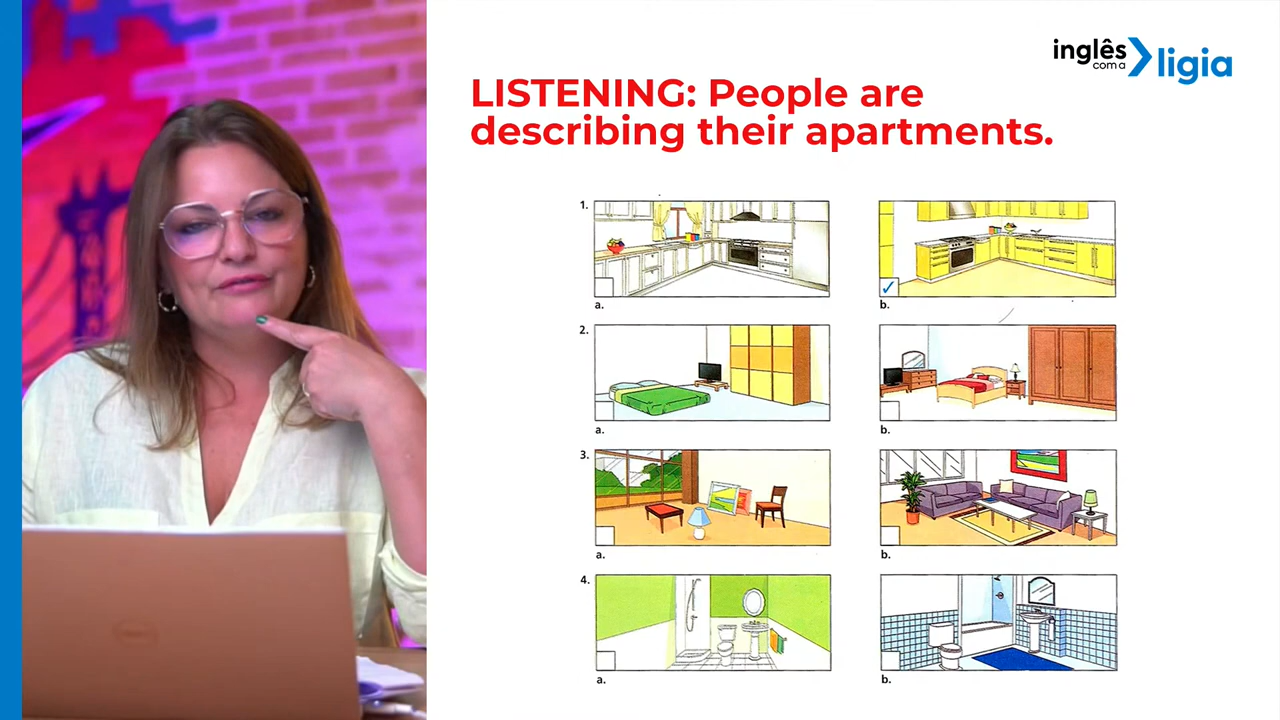 inglês
com a
ligia
LISTENING: People are
describing their apartments.
1.
a.
b.
2.
a.
b.
3.
a.
b.
4.
a.
b.